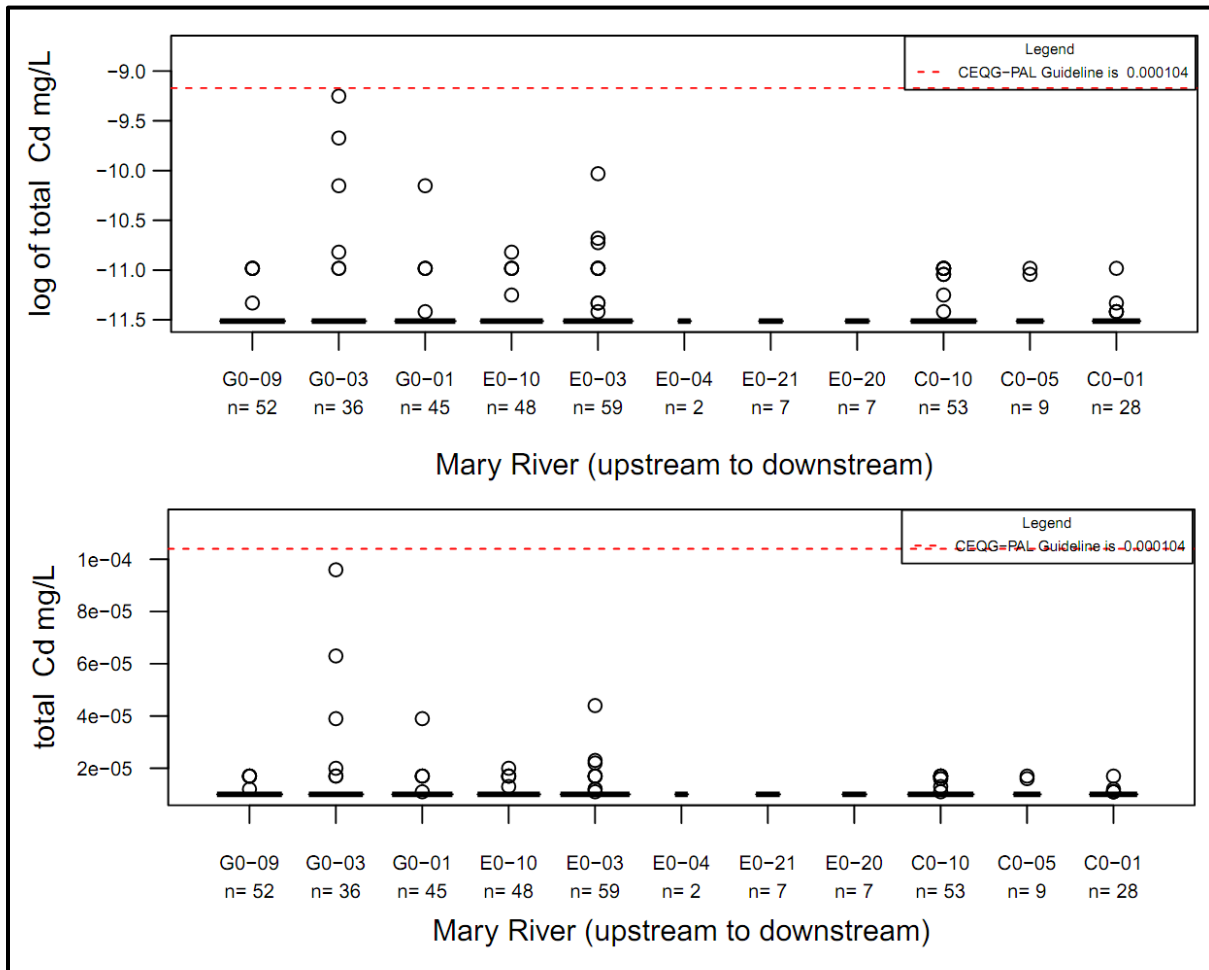 Legend
CEQG−PAL Guideline is 0.000104
log of total Cd mg/L
−9.0
−9.5
−10.0
−10.5
−11.0
−11.5
G0−09 G0−03 G0−01 E0−10 E0−03 E0−04 E0−21 E0−20 C0−10 C0−05 C0−01
n= 52 n= 36 n= 45 n= 48 n= 59 n= 2 n= 7 n= 7 n= 53 n= 9 n= 28
Mary River (upstream to downstream)
Legend
CEQG−PAL Guideline is 0.000104
total Cd mg/L
1e−04
8e−05
6e−05
4e−05
2e−05
G0−09 G0−03 G0−01 E0−10 E0−03 E0−04 E0−21 E0−20 C0−10 C0−05 C0−01
n= 52 n= 36 n= 45 n= 48 n= 59 n= 2 n= 7 n= 7 n= 53 n= 9 n= 28
Mary River (upstream to downstream)